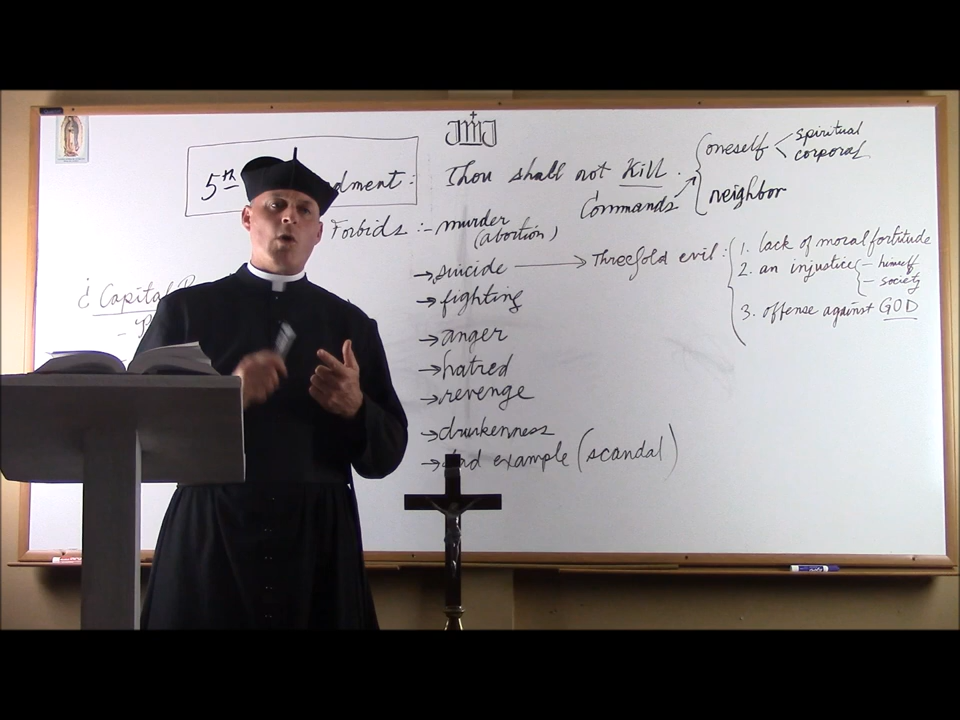 JMJ
5th dment: Thou shall not Kill.
Commands
oneself
spiritual
corporal
neighbor
Forbids :- murder
(abortion)
→ suicide → Threefold evil:
1. lack of moral fortitude
2. an injustice
- himself
- society
3. offense against GOD
→ fighting
→ anger
→ hatred
→ revenge
→ drunkenness
→ bad example (scandal)
¿ Capital